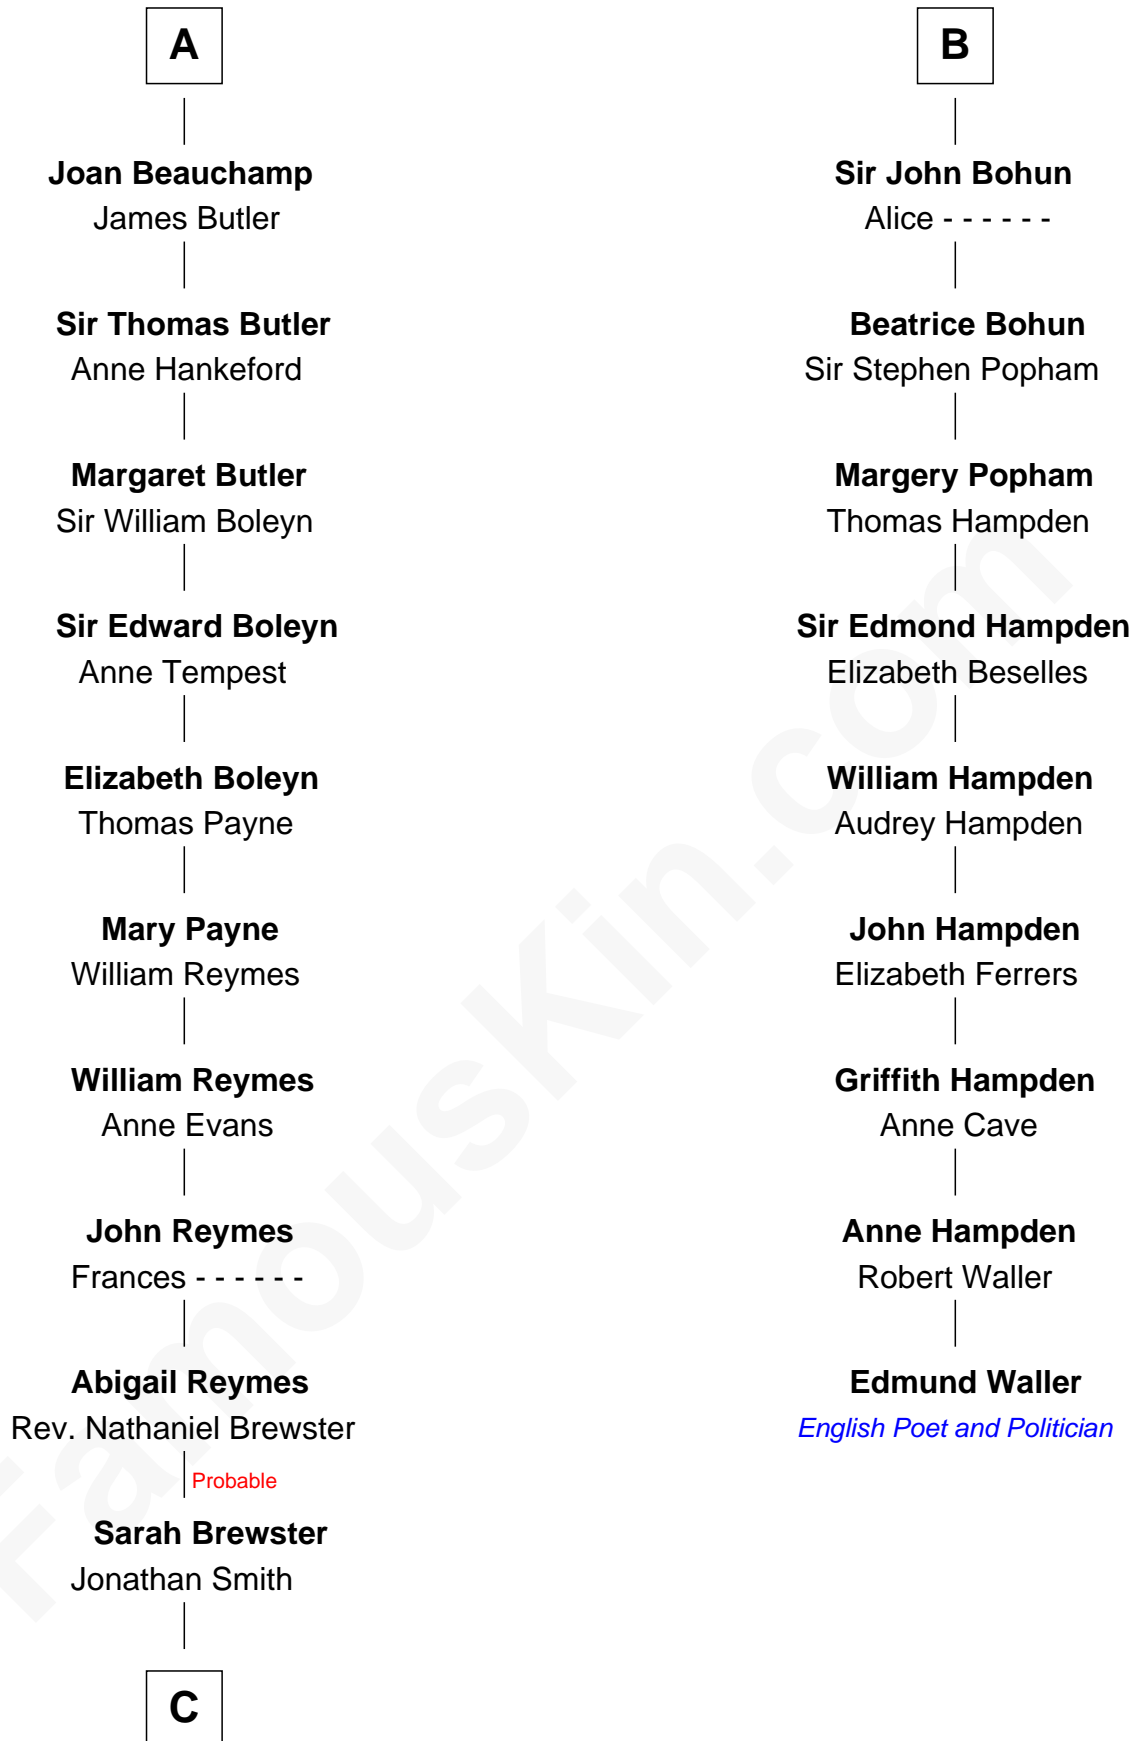 A
Joan Beauchamp
James Butler
Sir Thomas Butler
Anne Hankeford
Margaret Butler
Sir William Boleyn
Sir Edward Boleyn
Anne Tempest
Elizabeth Boleyn
Thomas Payne
Mary Payne
William Reymes
William Reymes
Anne Evans
John Reymes
Frances - - - - - -
Abigail Reymes
Rev. Nathaniel Brewster
Probable
Sarah Brewster
Jonathan Smith
C
B
Sir John Bohun
Alice - - - - - -
Beatrice Bohun
Sir Stephen Popham
Margery Popham
Thomas Hampden
Sir Edmond Hampden
Elizabeth Beselles
William Hampden
Audrey Hampden
John Hampden
Elizabeth Ferrers
Griffith Hampden
Anne Cave
Anne Hampden
Robert Waller
Edmund Waller
English Poet and Politician
FamousKin.com